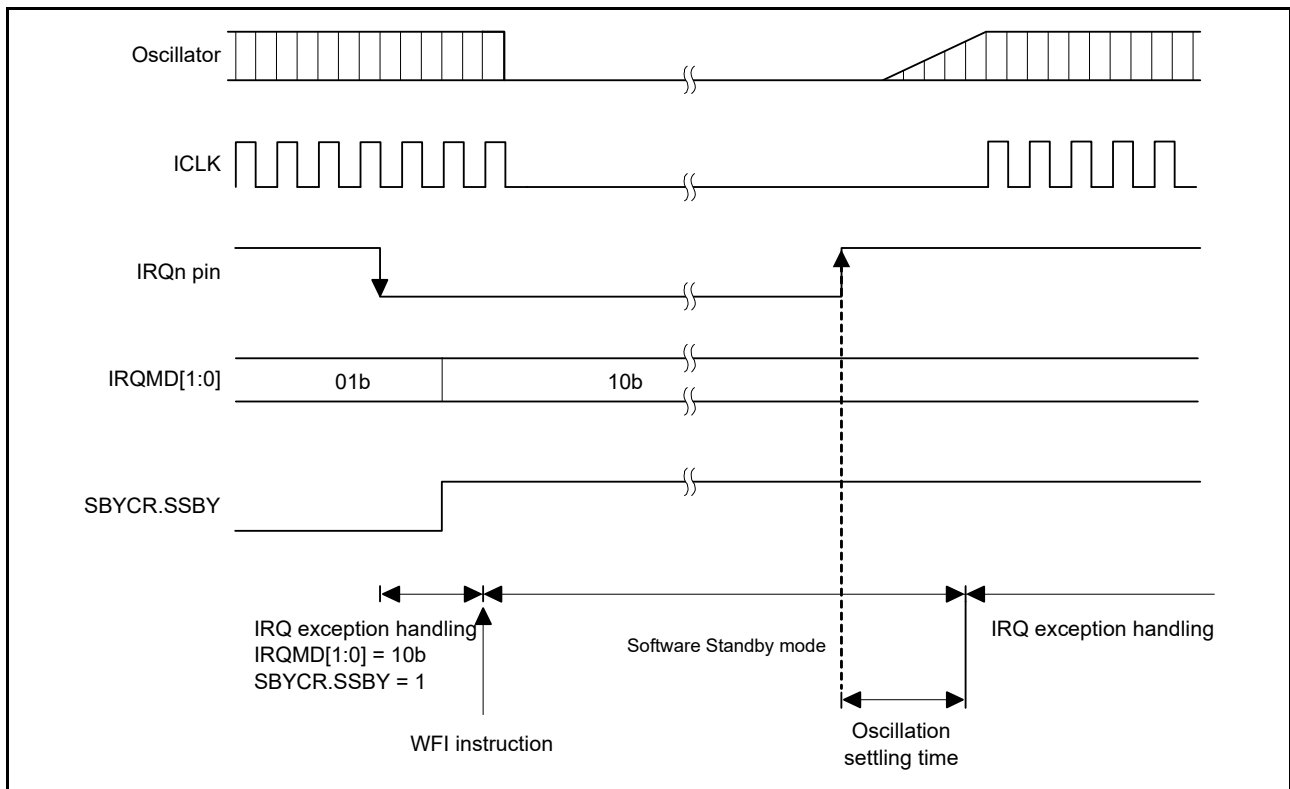 Oscillator
ICLK
IRQn pin
IRQMD[1:0]
01b
10b
SBYCR.SSBY
IRQ exception handling
IRQMD[1:0] = 10b
SBYCR.SSBY = 1
WFI instruction
Software Standby mode
Oscillation
settling time
IRQ exception handling